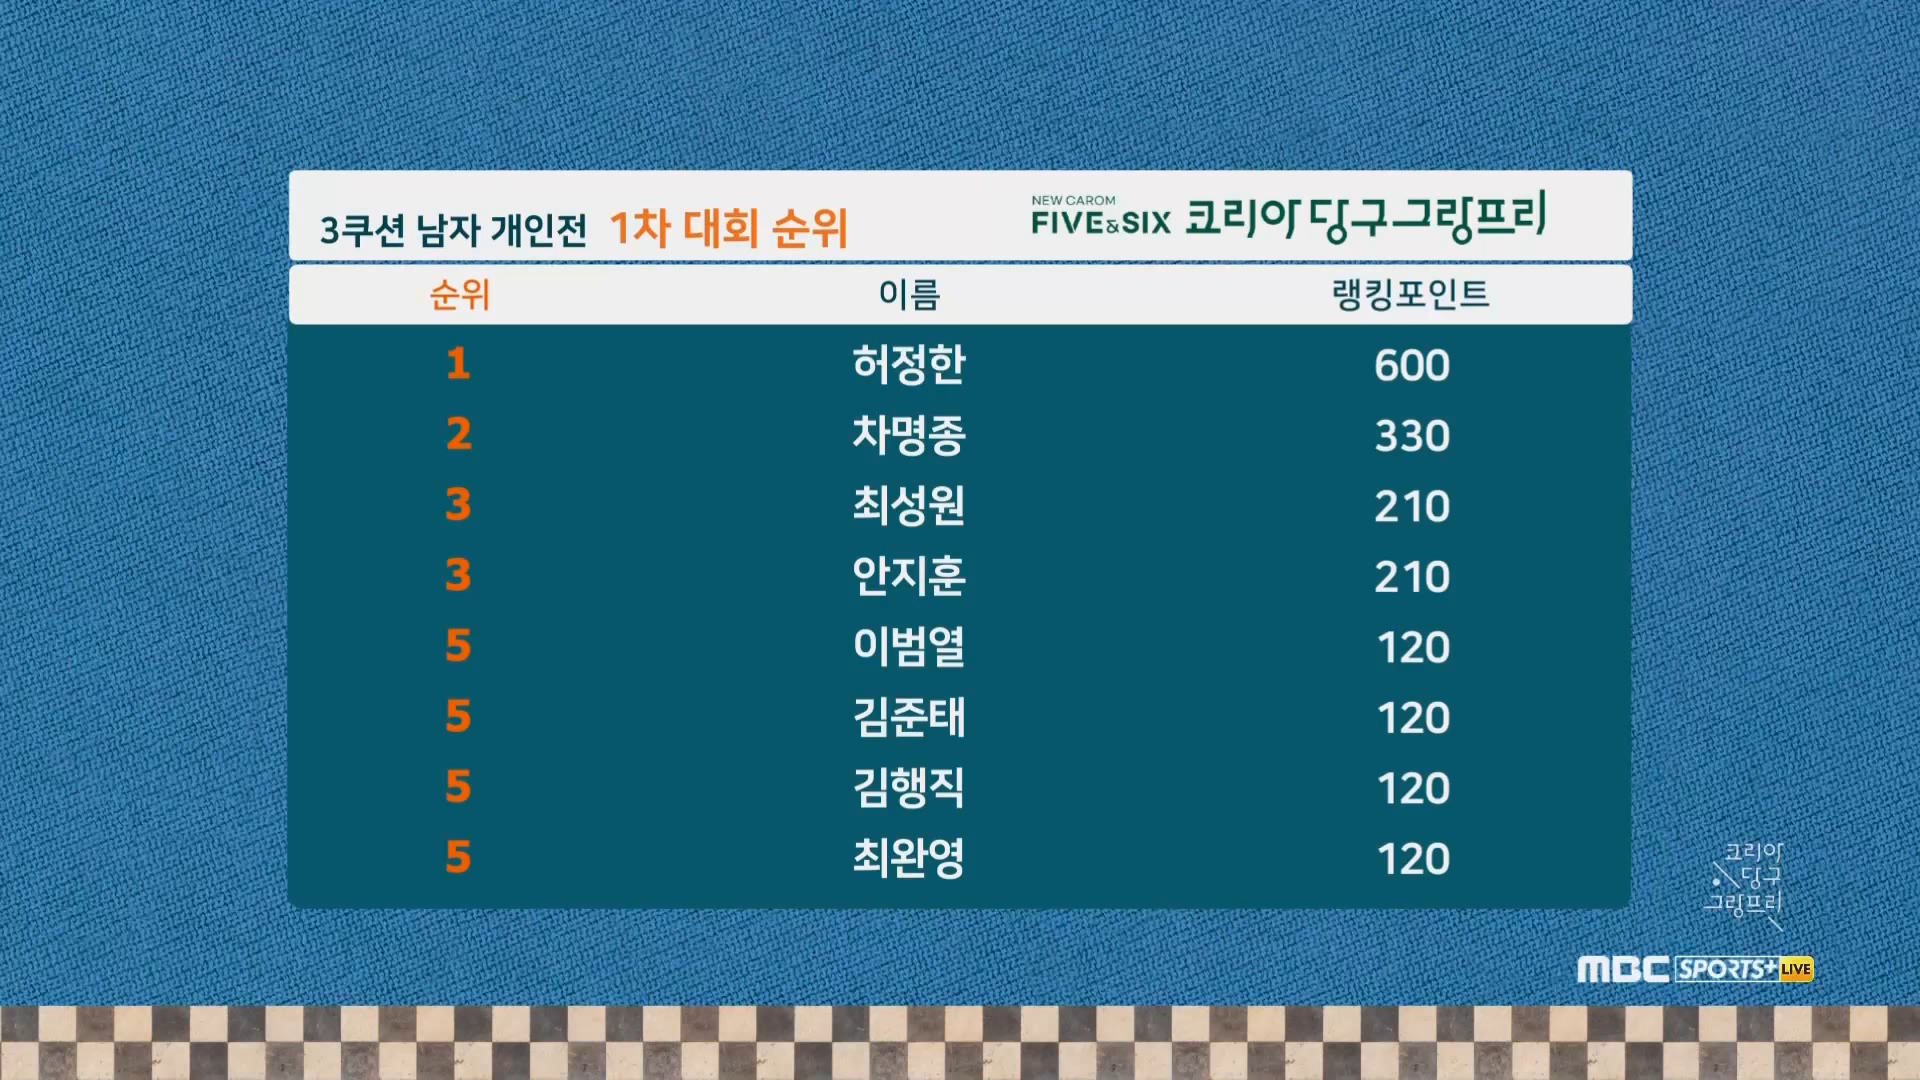 3쿠션 남자 개인전 1차 대회 순위
NEW CAROM
FIVE&SIX 코리아 당구 그랑프리
순위 이름 랭킹포인트
1 허정한 600
2 차명종 330
3 최성원 210
3 안지훈 210
5 이범열 120
5 김준태 120
5 김행직 120
5 최완영 120
코리아
당구
그랑프리
MBC SPORTS+ LIVE